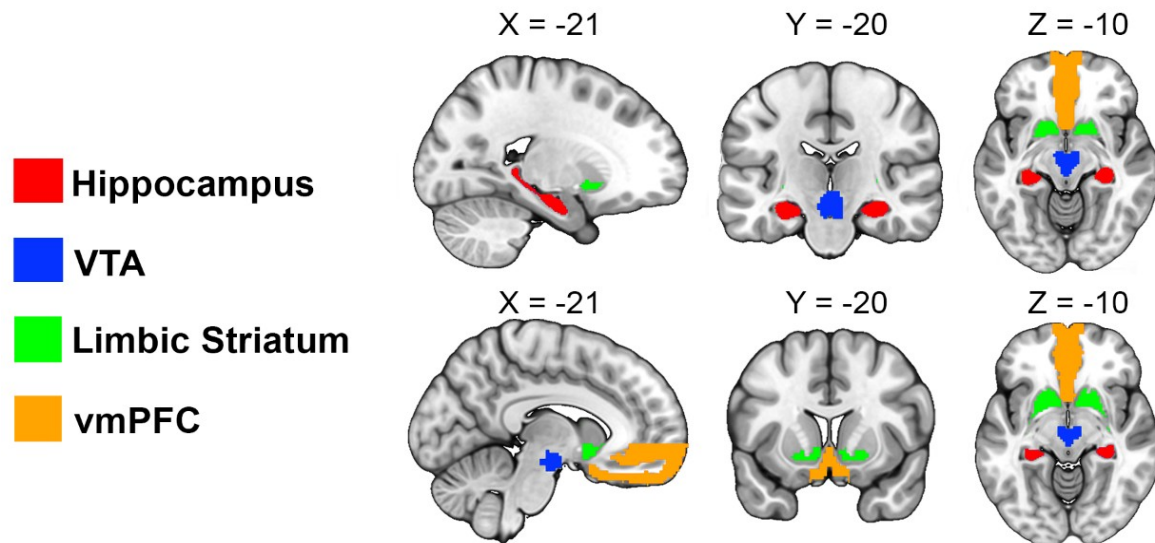 X = -21
Y = -20
Z = -10
Hippocampus
VTA
Limbic Striatum
vmPFC
X = -21
Y = -20
Z = -10